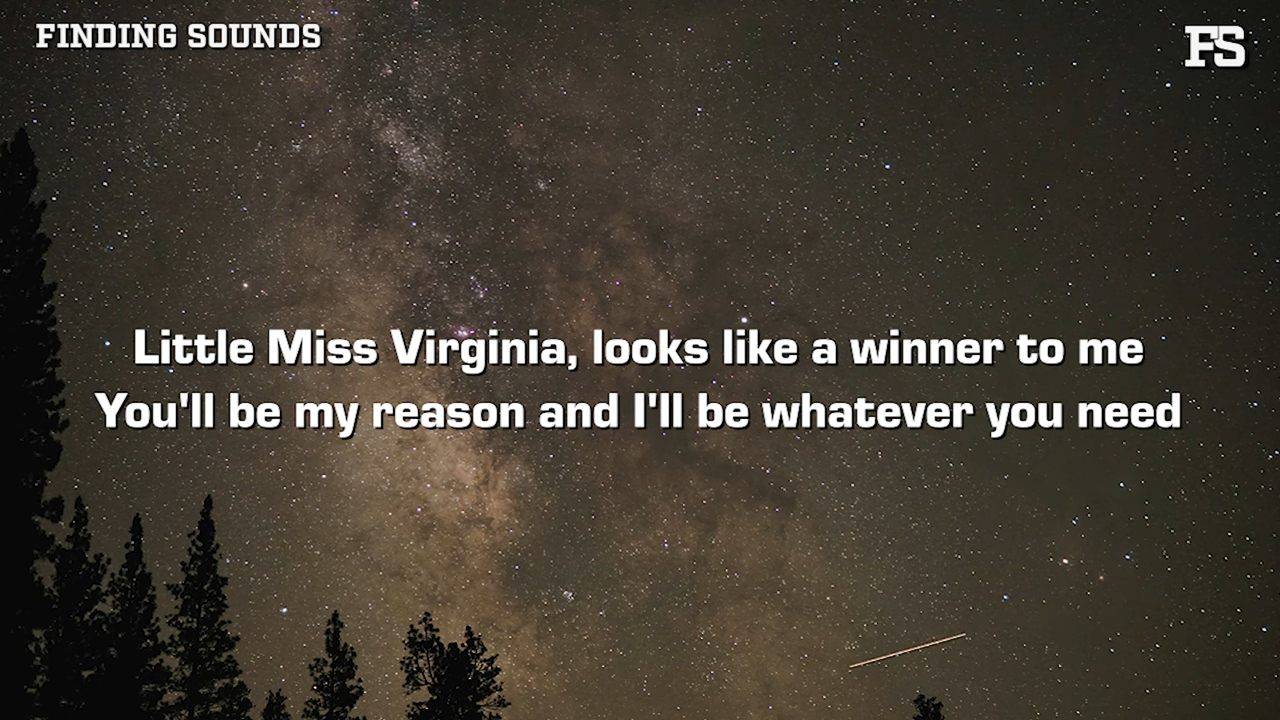 FINDING SOUNDS
FS
Little Miss Virginia, looks like a winner to me
You'll be my reason and I'll be whatever you need